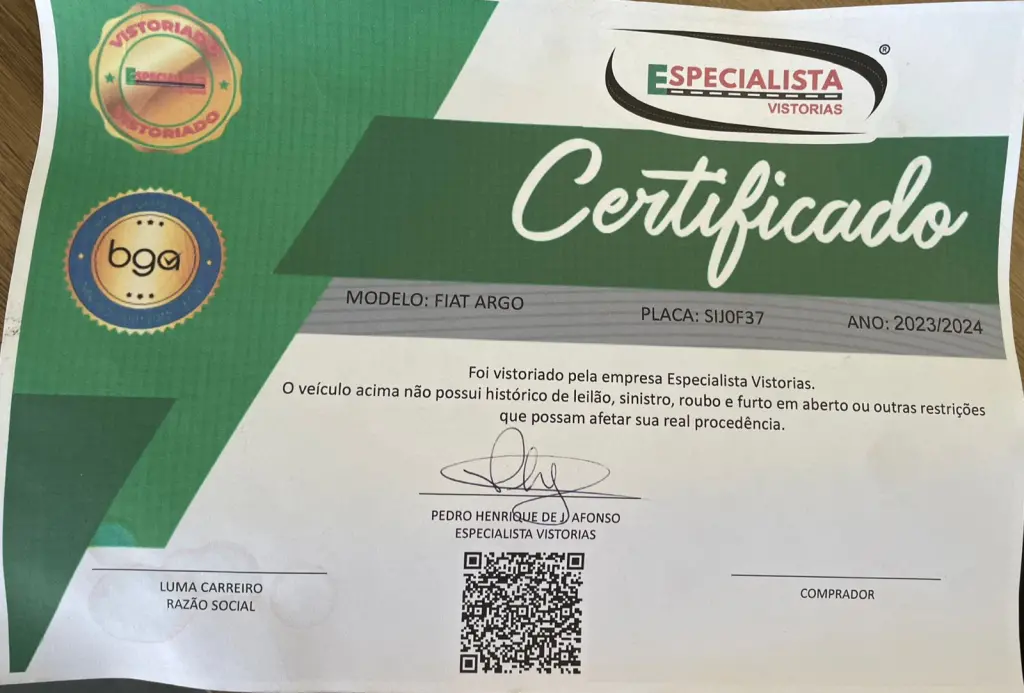 VISTORIADO
ESPECIALISTA
VISTORIADO
bga
ESPECIALISTA®
VISTORIAS
Certificado
MODELO: FIAT ARGO
PLACA: SIJ0F37
ANO: 2023/2024
Foi vistoriado pela empresa Especialista Vistorias.
O veículo acima não possui histórico de leilão, sinistro, roubo e furto em aberto ou outras restrições
que possam afetar sua real procedência.
PEDRO HENRIQUE DE J. AFONSO
ESPECIALISTA VISTORIAS
LUMA CARREIRO
RAZÃO SOCIAL
COMPRADOR